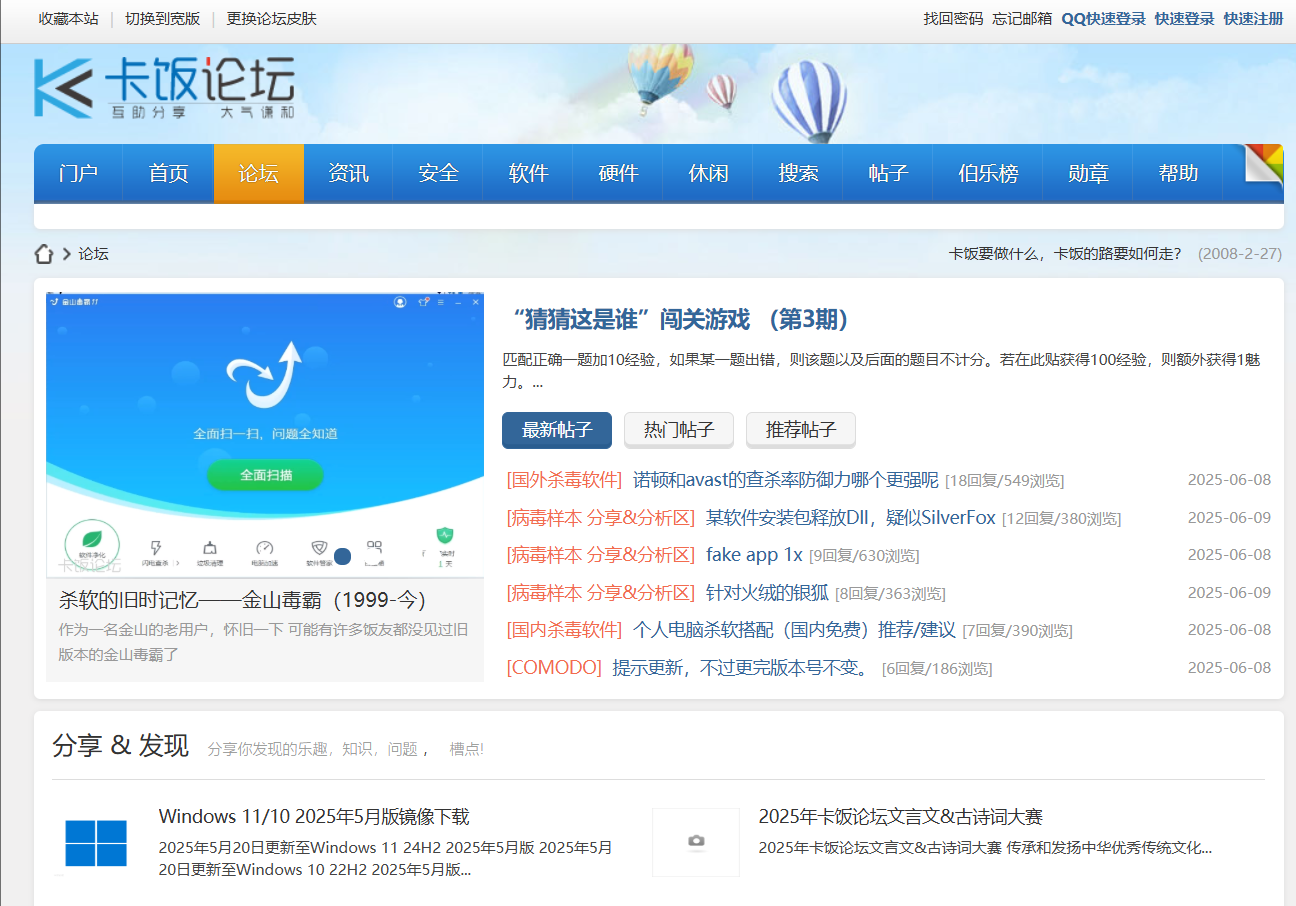 收藏本站 切换到宽版 更换论坛皮肤 找回密码 忘记邮箱 QQ快速登录 快速登录 快速注册
卡饭论坛
互助分享 大气谦和
门户 首页 论坛 资讯 安全 软件 硬件 休闲 搜索 帖子 伯乐榜 勋章 帮助
论坛 卡饭要做什么，卡饭的路要如何走？ (2008-2-27)
金山毒霸11
全面扫一扫，问题全知道
全面扫描
软件净化
闪电查杀 垃圾清理 电脑加速 软件管家
1 天
卡饭论坛
杀软的旧时记忆——金山毒霸（1999-今）
作为一名金山的老用户，怀旧一下 可能有许多饭友都没见过旧
版本的金山毒霸了
“猜猜这是谁”闯关游戏 （第3期）
匹配正确一题加10经验，如果某一题出错，则该题以及后面的题目不计分。若在此贴获得100经验，则额外获得1魅
力。...
最新帖子 热门帖子 推荐帖子
[国外杀毒软件] 诺顿和avast的查杀率防御力哪个更强呢 [18回复/549浏览] 2025-06-08
[病毒样本 分享&分析区] 某软件安装包释放Dll，疑似SilverFox [12回复/380浏览] 2025-06-09
[病毒样本 分享&分析区] fake app 1x [9回复/630浏览] 2025-06-08
[病毒样本 分享&分析区] 针对火绒的银狐 [8回复/363浏览] 2025-06-09
[国内杀毒软件] 个人电脑杀软搭配（国内免费）推荐/建议 [7回复/390浏览] 2025-06-08
[COMODO] 提示更新，不过更完版本号不变。 [6回复/186浏览] 2025-06-08
分享 & 发现 分享你发现的乐趣，知识，问题 ， 槽点!
Windows 11/10 2025年5月版镜像下载
2025年5月20日更新至Windows 11 24H2 2025年5月版 2025年5月
20日更新至Windows 10 22H2 2025年5月版...
2025年卡饭论坛文言文&古诗词大赛
2025年卡饭论坛文言文&古诗词大赛 传承和发扬中华优秀传统文化...